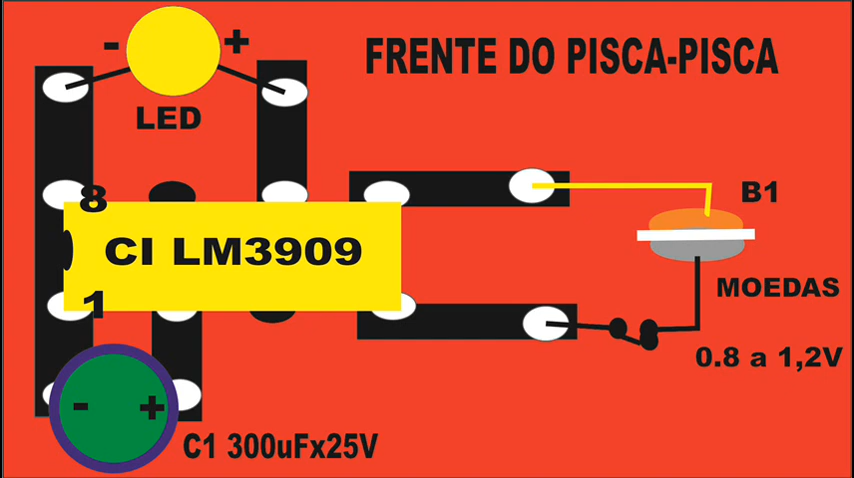 FRENTE DO PISCA-PISCA
- +
LED
8
B1
CI LM3909
1
MOEDAS
0.8 a 1,2V
- +
C1 300uFx25V